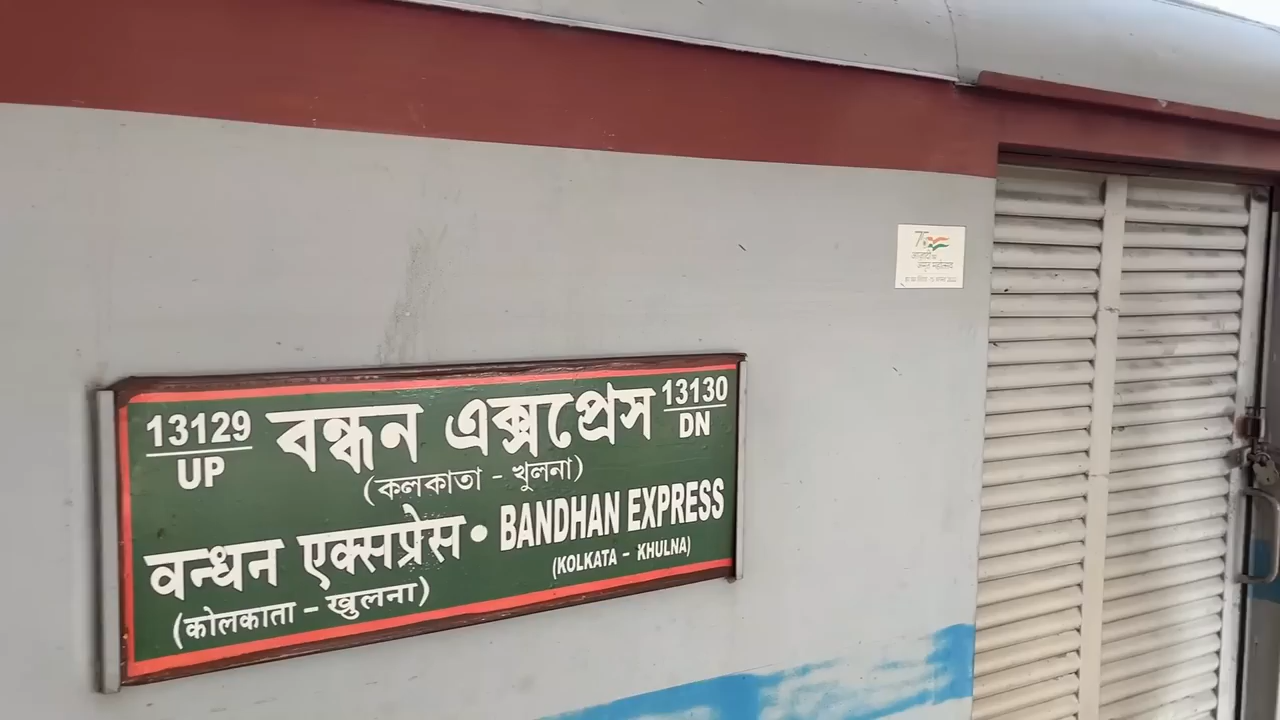 13129 বন্ধন এক্সপ্রেস 13130
UP DN
(কলকাতা - খুলনা)
वन्धन एक्सप्रेस • BANDHAN EXPRESS
(कोलकाता - खुलना) (KOLKATA - KHULNA)
75